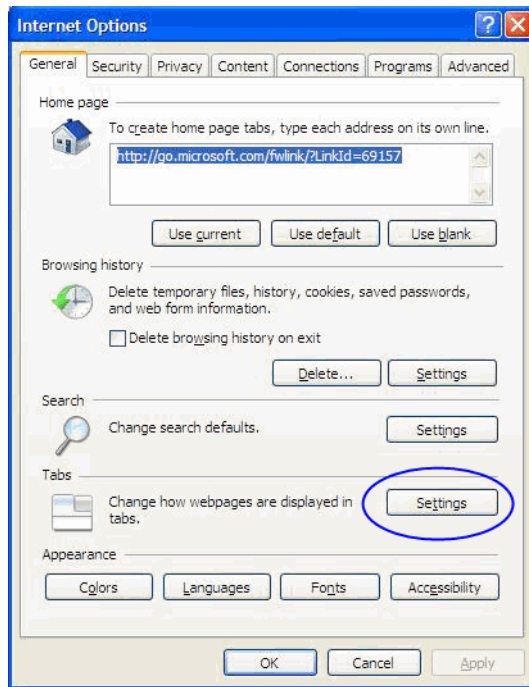 Internet Options
General Security Privacy Content Connections Programs Advanced
Home page
To create home page tabs, type each address on its own line.
http://go.microsoft.com/fwlink/?LinkId=69157
Use current Use default Use blank
Browsing history
Delete temporary files, history, cookies, saved passwords,
and web form information.
Delete browsing history on exit
Delete... Settings
Search
Change search defaults. Settings
Tabs
Change how webpages are displayed in Settings
tabs.
Appearance
Colors Languages Fonts Accessibility
OK Cancel Apply